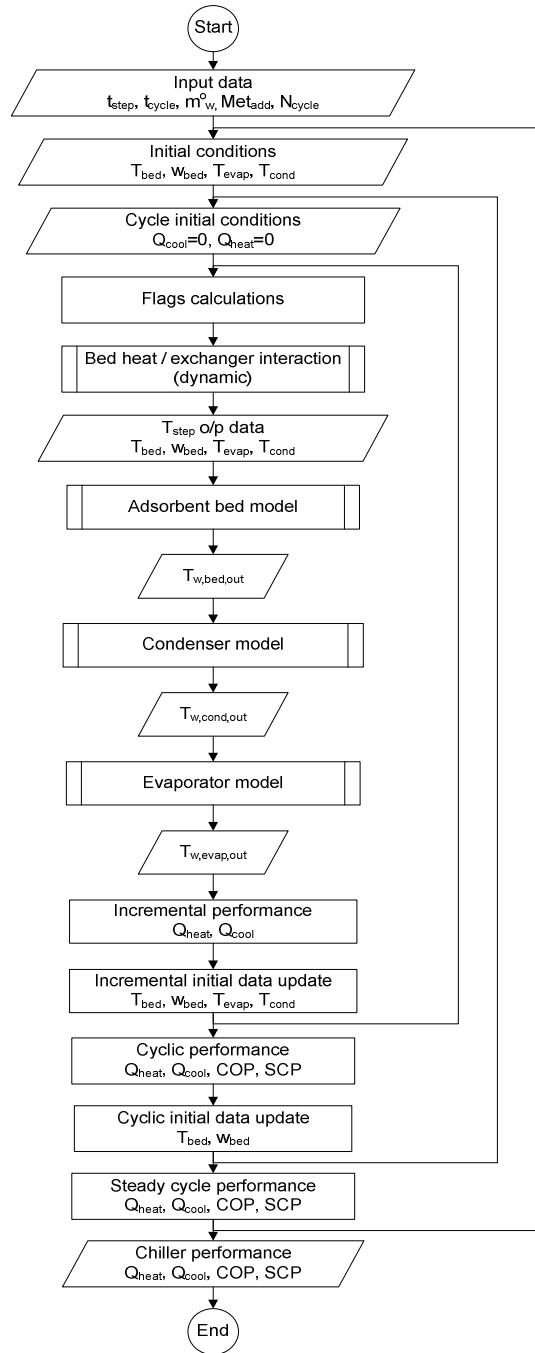 Start
Input data
tstep, tcycle, m°w, Metadd, Ncycle
Initial conditions
Tbed, wbed, Tevap, Tcond
Cycle initial conditions
Qcool=0, Qheat=0
Flags calculations
Bed heat / exchanger interaction
(dynamic)
Tstep o/p data
Tbed, wbed, Tevap, Tcond
Adsorbent bed model
Tw,bed,out
Condenser model
Tw,cond,out
Evaporator model
Tw,evap,out
Incremental performance
Qheat, Qcool
Incremental initial data update
Tbed, wbed, Tevap, Tcond
Cyclic performance
Qheat, Qcool, COP, SCP
Cyclic initial data update
Tbed, wbed
Steady cycle performance
Qheat, Qcool, COP, SCP
Chiller performance
Qheat, Qcool, COP, SCP
End